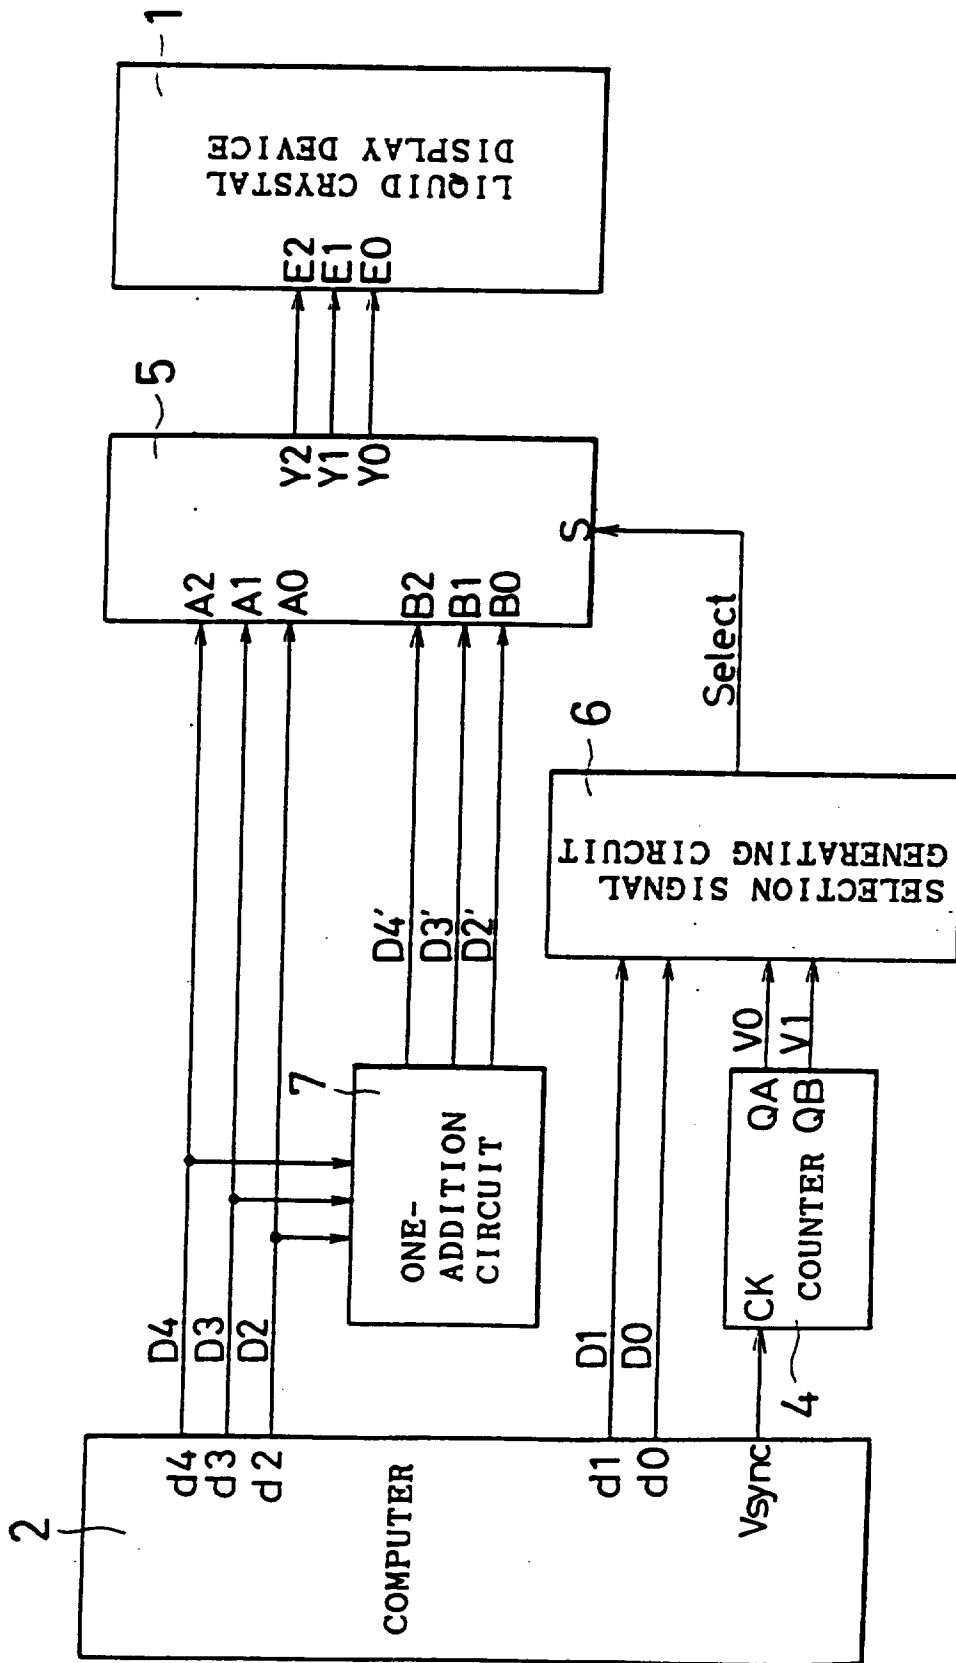 2
COMPUTER
d4
d3
d2
d1
d0
Vsync
D4
D3
D2
D1
D0
7
ONE-
ADDITION
CIRCUIT
4
CK
COUNTER
QA
QB
V0
V1
D4'
D3'
D2'
6
SELECTION SIGNAL
GENERATING CIRCUIT
Select
5
A2
A1
A0
B2
B1
B0
S
Y2
Y1
Y0
1
E2
E1
E0
LIQUID CRYSTAL
DISPLAY DEVICE